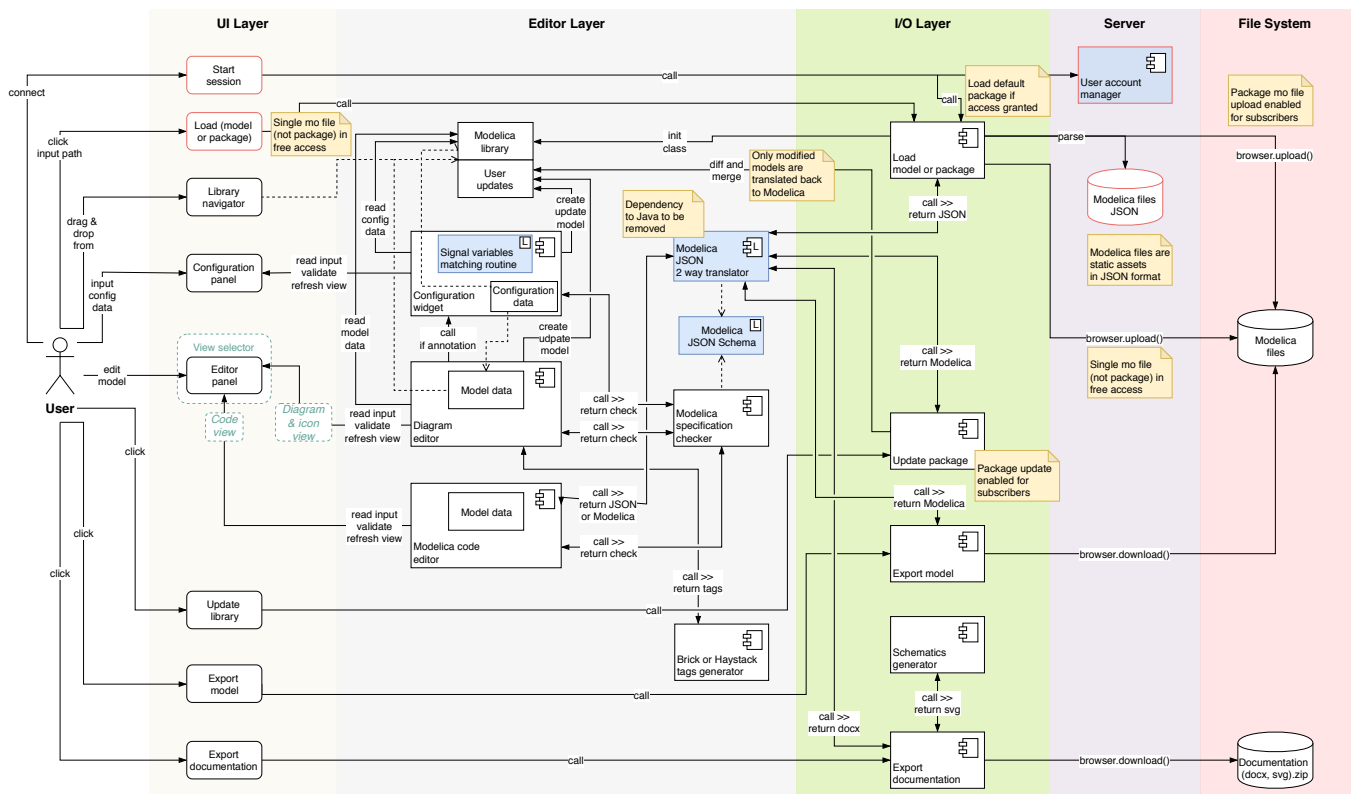 UI Layer
Editor Layer
I/O Layer
Server
File System
Start
session
call
Load default
package if
access granted
User account
manager
connect
Package mo file
upload enabled
for subscribers
call
call
Load (model
or package)
Single mo file
(not package) in
free access
click
input path
Modelica
library
init
class
Load
model or package
parse
browser.upload()
User
updates
diff and
merge
Only modified
models are
translated back
to Modelica
Library
navigator
read
config
data
create
update
model
Dependency
to Java to be
removed
call >>
return JSON
Modelica files
JSON
drag &
drop
from
Signal variables
matching routine
L
Modelica
JSON
2 way translator
L
Modelica files are
static assets
in JSON format
Configuration
panel
read input
validate
refresh view
input
config
data
Configuration
widget
Configuration
data
read
model
data
call
if annotation
create
udpate
model
Modelica
JSON Schema
L
browser.upload()
Modelica
files
View selector
Editor
panel
edit
model
call >>
return Modelica
Single mo file
(not package) in
free access
Model data
User
Code
view
Diagram
& icon
view
read input
validate
refresh view
Diagram
editor
call >>
return check
call >>
return check
Modelica
specification
checker
click
Update package
Package update
enabled for
subscribers
call >>
return JSON
or Modelica
call >>
return Modelica
Model data
read input
validate
refresh view
Modelica code
editor
call >>
return check
click
click
call >>
return tags
Export model
browser.download()
Update
library
call
Brick or Haystack
tags generator
Schematics
generator
Export
model
call
call >>
return svg
call >>
return docx
Export
documentation
call
Export
documentation
browser.download()
Documentation
(docx, svg).zip